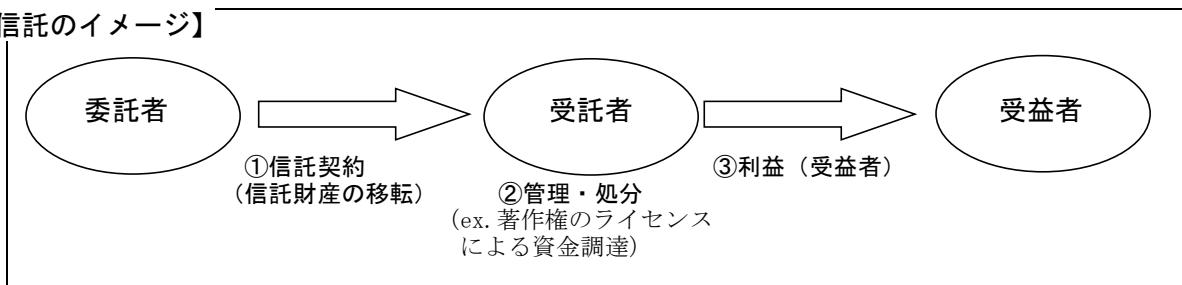 信託のイメージ】
委託者
受託者
受益者
①信託契約
(信託財産の移転)
②管理・処分
(ex.著作権のライセンス
による資金調達)
③利益（受益者）